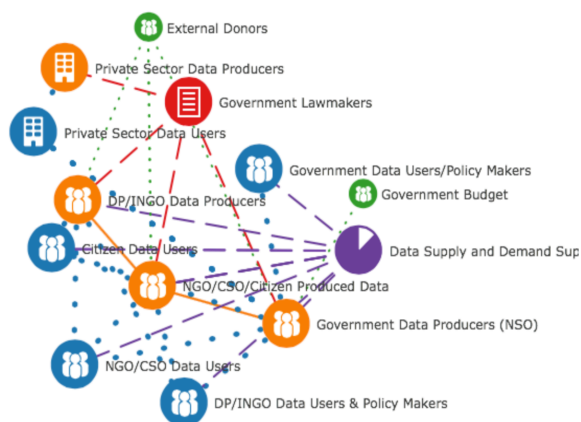 External Donors
Private Sector Data Producers
Government Lawmakers
Private Sector Data Users
Government Data Users/Policy Makers
Government Budget
DP/INGO Data Producers
Citizen Data Users
Data Supply and Demand Sup
NGO/CSO/Citizen Produced Data
Government Data Producers (NSO)
NGO/CSO Data Users
DP/INGO Data Users & Policy Makers